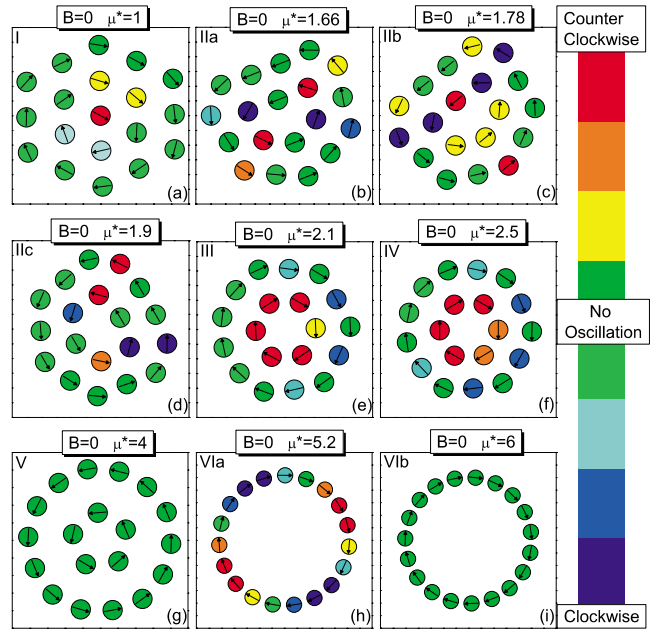 B=0 μ*=1
B=0 μ*=1.66
B=0 μ*=1.78
Counter
Clockwise
I
IIa
IIb
(a)
(b)
(c)
B=0 μ*=1.9
B=0 μ*=2.1
B=0 μ*=2.5
IIc
III
IV
No
Oscillation
(d)
(e)
(f)
B=0 μ*=4
B=0 μ*=5.2
B=0 μ*=6
V
VIa
VIb
(g)
(h)
(i)
Clockwise